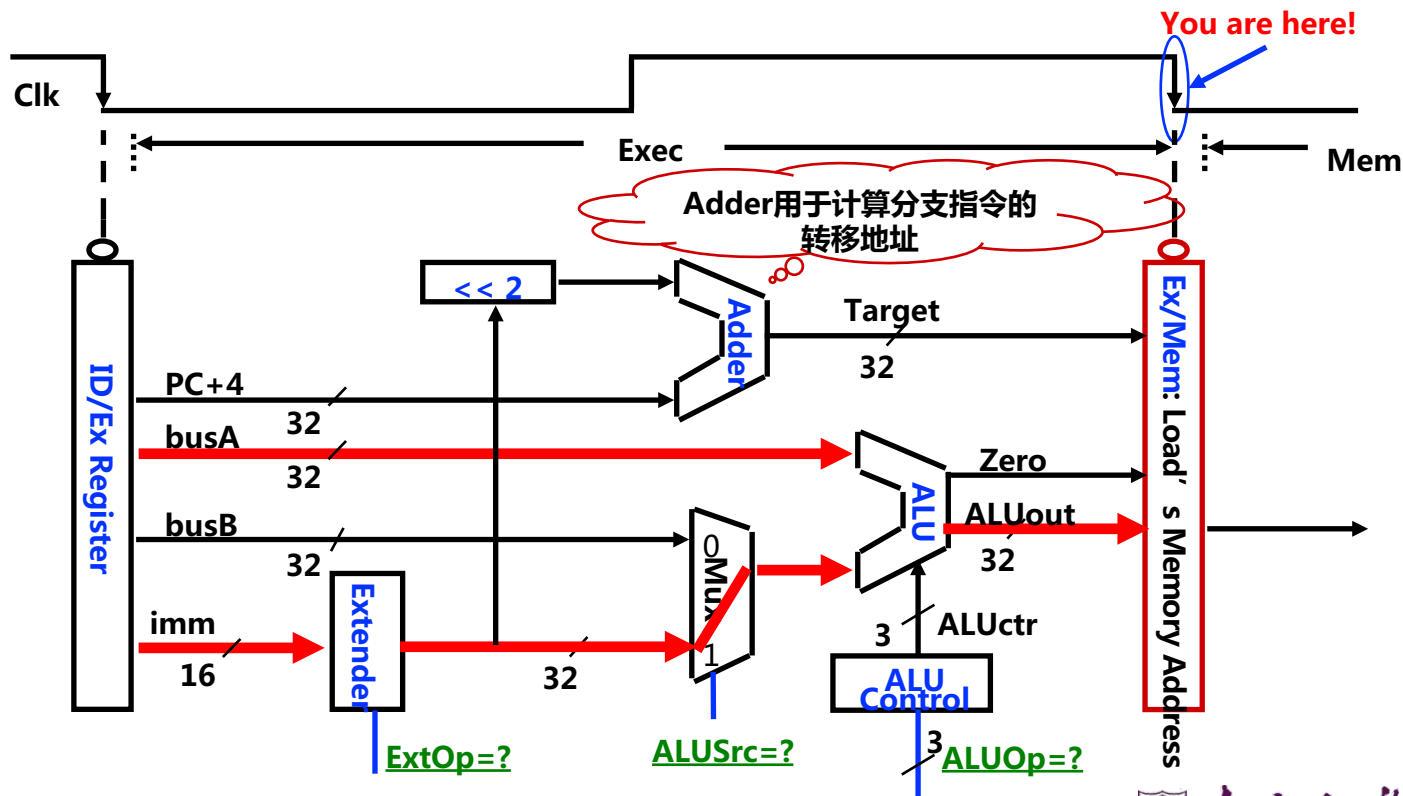 You are here!
Clk
Exec
Mem
Adder用于计算分支指令的
转移地址
<< 2
Adder
Target
32
ID/Ex Register
PC+4
32
busA
32
busB
32
imm
16
Extender
32
0
Mux
1
ALU
Zero
ALUout
32
3
ALUctr
ALU
Control
3
ExtOp=?
ALUSrc=?
ALUOp=?
Ex/Mem: Load’s Memory Address